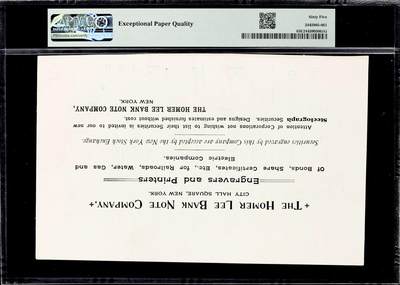 Exceptional Paper Quality
Sixty Five
+ THE HOMER LEE BANK NOTE COMPANY, +
CITY HALL SQUARE, NEW YORK.
Engravers and Printers
Of Bonds, Share Certificates, Etc., for Railroads, Water, Gas and
Electric Companies.
Securities engraved by this Company are accepted by the New York Stock Exchange.
Attention of Corporations not wishing to list their Securities is invited to our new
Mectograph Securities. Designs and estimates furnished without cost.
THE HOMER LEE BANK NOTE COMPANY,
NEW YORK.